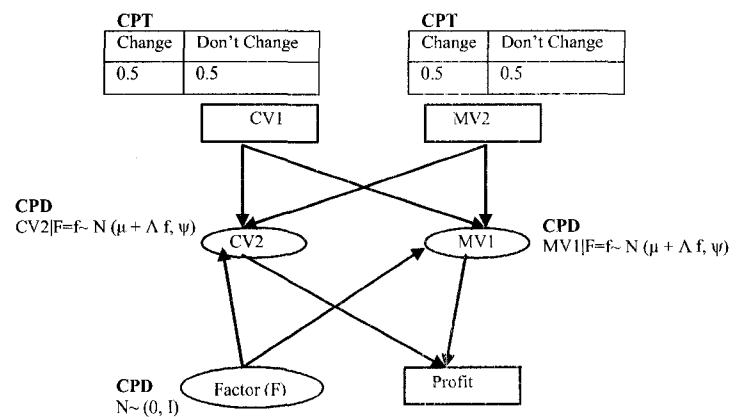 CPT
Change Don't Change
0.5 0.5
CPT
Change Don't Change
0.5 0.5
CV1
MV2
CPD
CV2|F=f~ N (μ + Λ f, ψ)
CV2
MV1
CPD
MV1|F=f~ N (μ + Λ f, ψ)
CPD
N~ (0, I)
Factor (F)
Profit